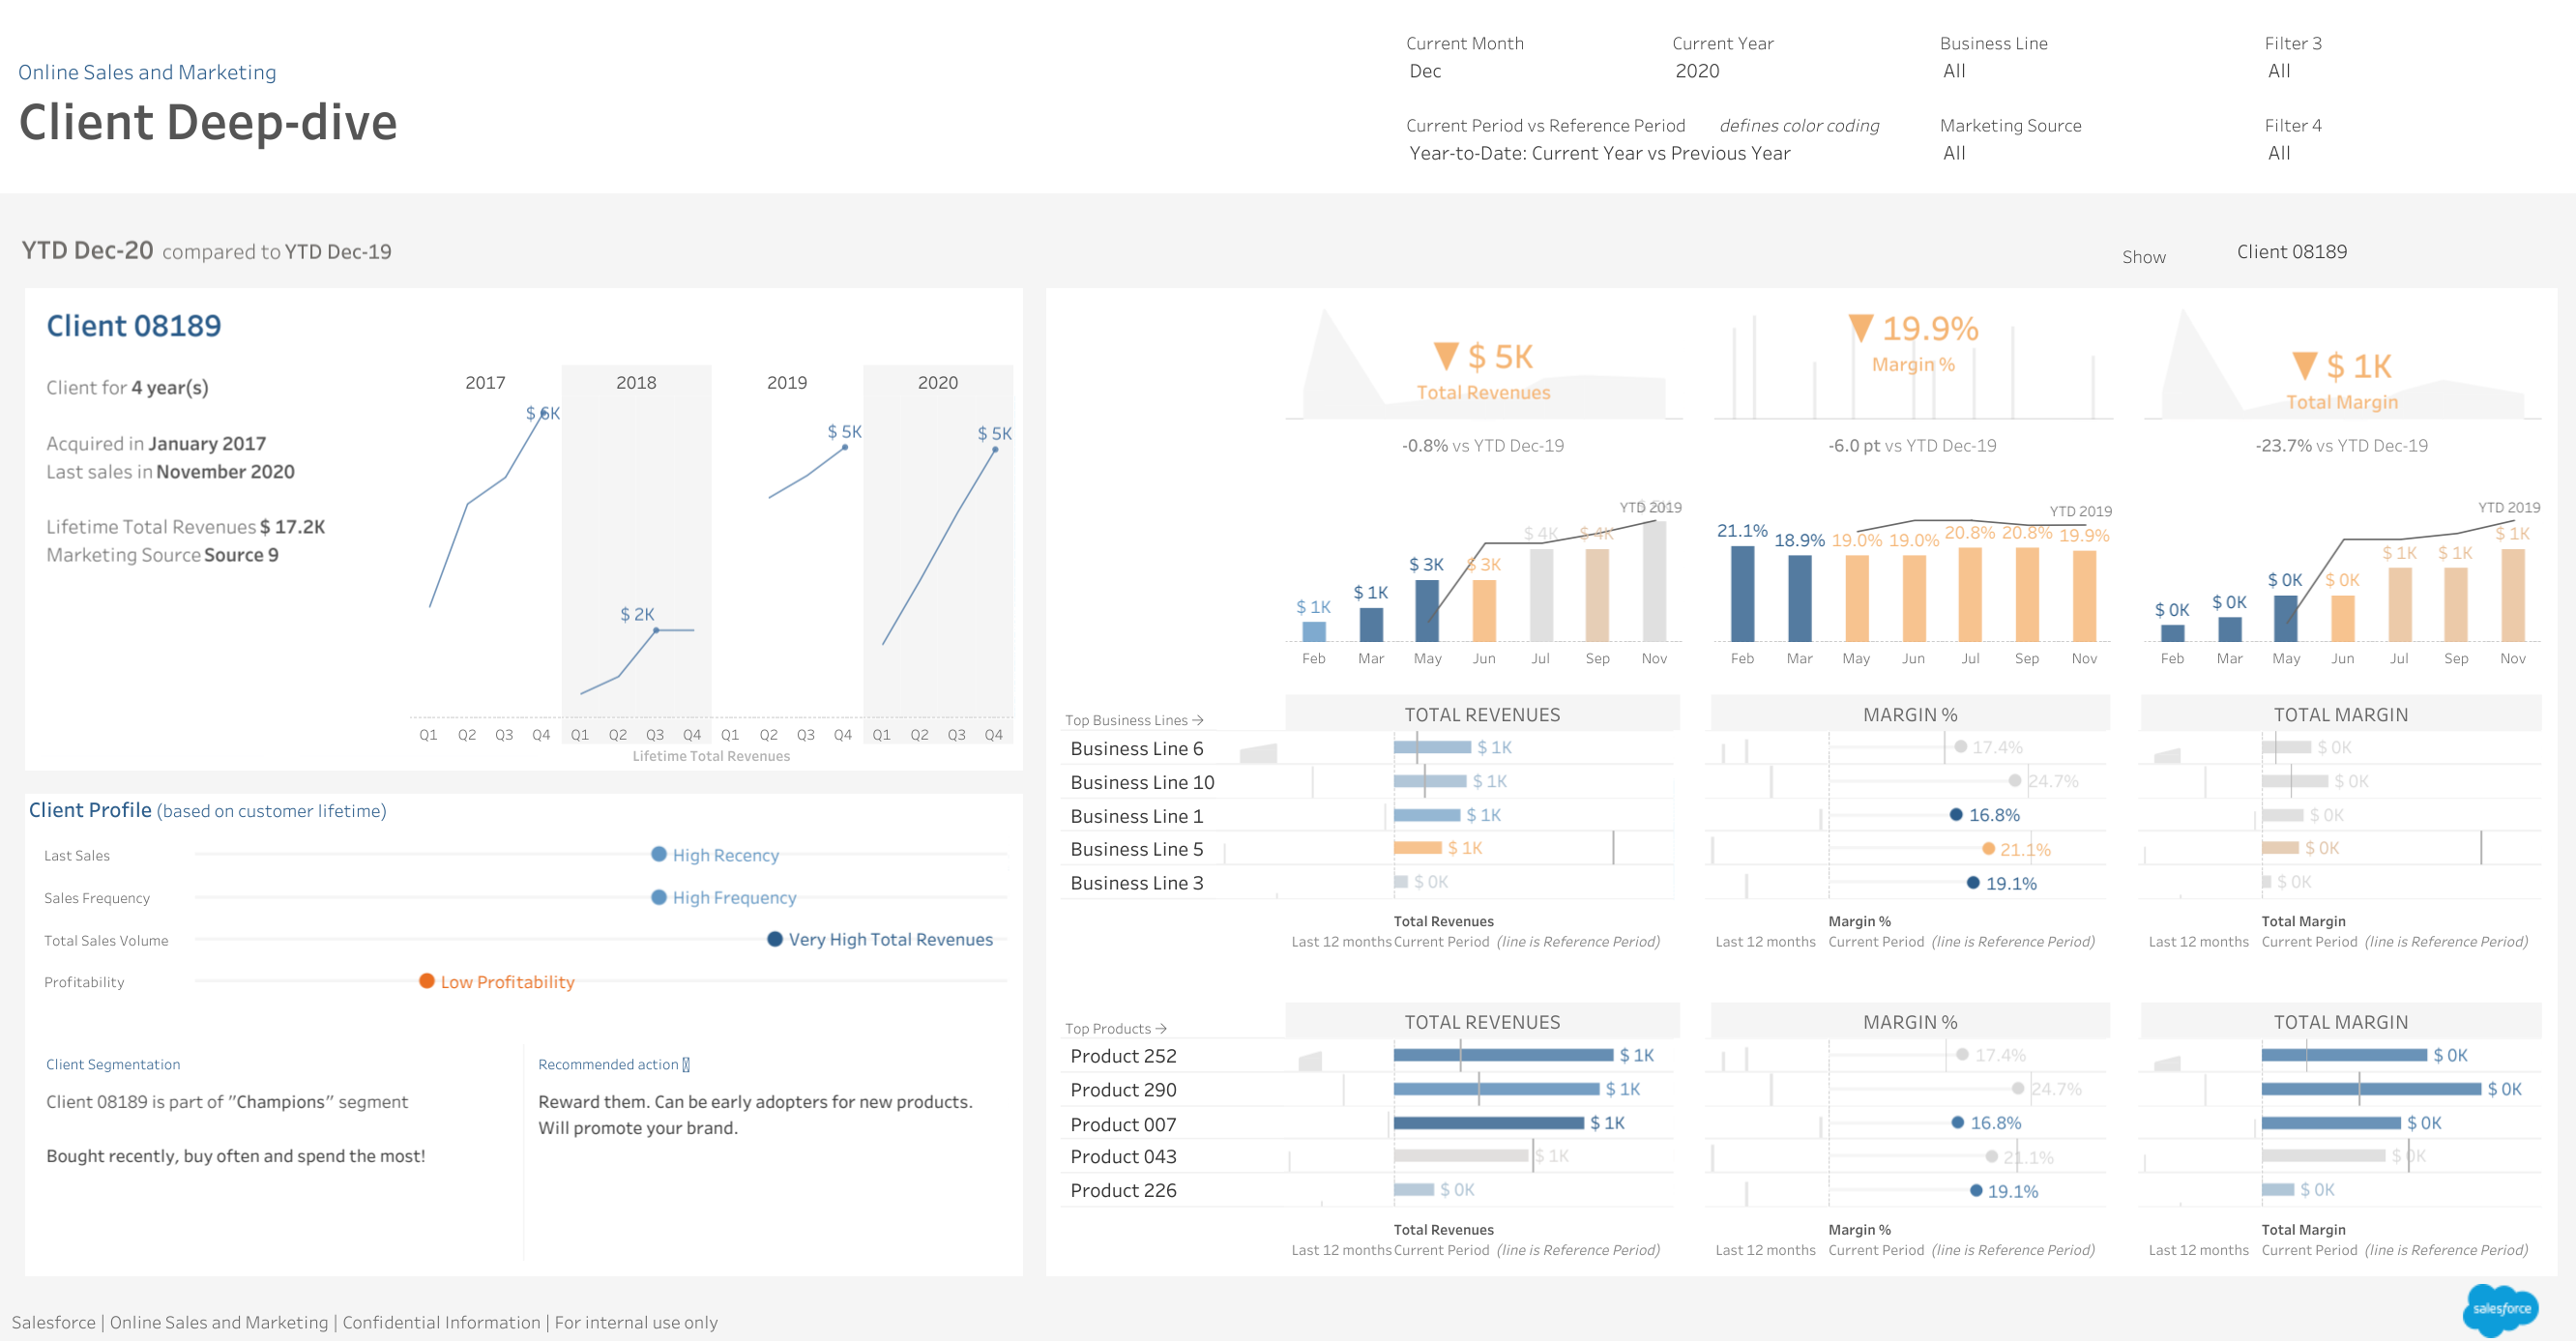 Online Sales and Marketing
Client Deep-dive
Current Month
Dec
Current Year
2020
Business Line
All
Filter 3
All
Current Period vs Reference Period defines color coding
Year-to-Date: Current Year vs Previous Year
Marketing Source
All
Filter 4
All
YTD Dec-20 compared to YTD Dec-19
Show Client 08189
Client 08189
Client for 4 year(s)
Acquired in January 2017
Last sales in November 2020
Lifetime Total Revenues $ 17.2K
Marketing Source Source 9
2017 2018 2019 2020
$ 6K
$ 2K
$ 5K
$ 5K
Q1 Q2 Q3 Q4 Q1 Q2 Q3 Q4 Q1 Q2 Q3 Q4 Q1 Q2 Q3 Q4
Lifetime Total Revenues
Client Profile (based on customer lifetime)
Last Sales High Recency
Sales Frequency High Frequency
Total Sales Volume Very High Total Revenues
Profitability Low Profitability
Client Segmentation
Client 08189 is part of "Champions" segment
Bought recently, buy often and spend the most!
Recommended action
Reward them. Can be early adopters for new products.
Will promote your brand.
▼ $ 5K
Total Revenues
-0.8% vs YTD Dec-19
▼ 19.9%
Margin %
-6.0 pt vs YTD Dec-19
▼ $ 1K
Total Margin
-23.7% vs YTD Dec-19
YTD 2019
$ 1K $ 1K $ 3K $ 3K $ 4K $ 4K
Feb Mar May Jun Jul Sep Nov
YTD 2019
21.1% 18.9% 19.0% 19.0% 20.8% 20.8% 19.9%
Feb Mar May Jun Jul Sep Nov
YTD 2019
$ 0K $ 0K $ 0K $ 0K $ 1K $ 1K $ 1K
Feb Mar May Jun Jul Sep Nov
Top Business Lines → TOTAL REVENUES MARGIN % TOTAL MARGIN
Business Line 6 $ 1K 17.4% $ 0K
Business Line 10 $ 1K 24.7% $ 0K
Business Line 1 $ 1K 16.8% $ 0K
Business Line 5 $ 1K 21.1% $ 0K
Business Line 3 $ 0K 19.1% $ 0K
Total Revenues Margin % Total Margin
Last 12 months Current Period (line is Reference Period) Last 12 months Current Period (line is Reference Period) Last 12 months Current Period (line is Reference Period)
Top Products → TOTAL REVENUES MARGIN % TOTAL MARGIN
Product 252 $ 1K 17.4% $ 0K
Product 290 $ 1K 24.7% $ 0K
Product 007 $ 1K 16.8% $ 0K
Product 043 $ 1K 21.1% $ 0K
Product 226 $ 0K 19.1% $ 0K
Total Revenues Margin % Total Margin
Last 12 months Current Period (line is Reference Period) Last 12 months Current Period (line is Reference Period) Last 12 months Current Period (line is Reference Period)
Salesforce | Online Sales and Marketing | Confidential Information | For internal use only
salesforce